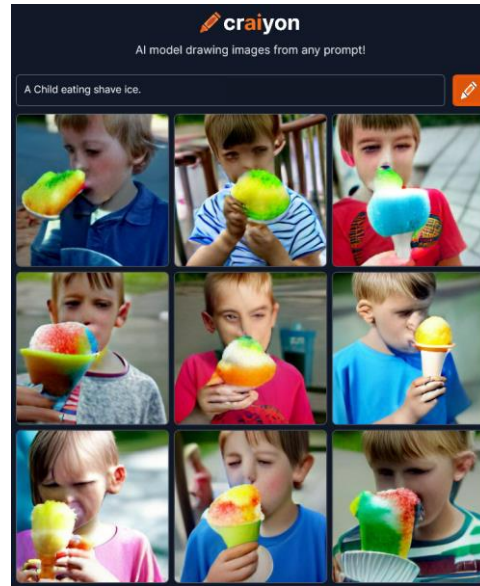 craiyon
AI model drawing images from any prompt!
A Child eating shave ice.